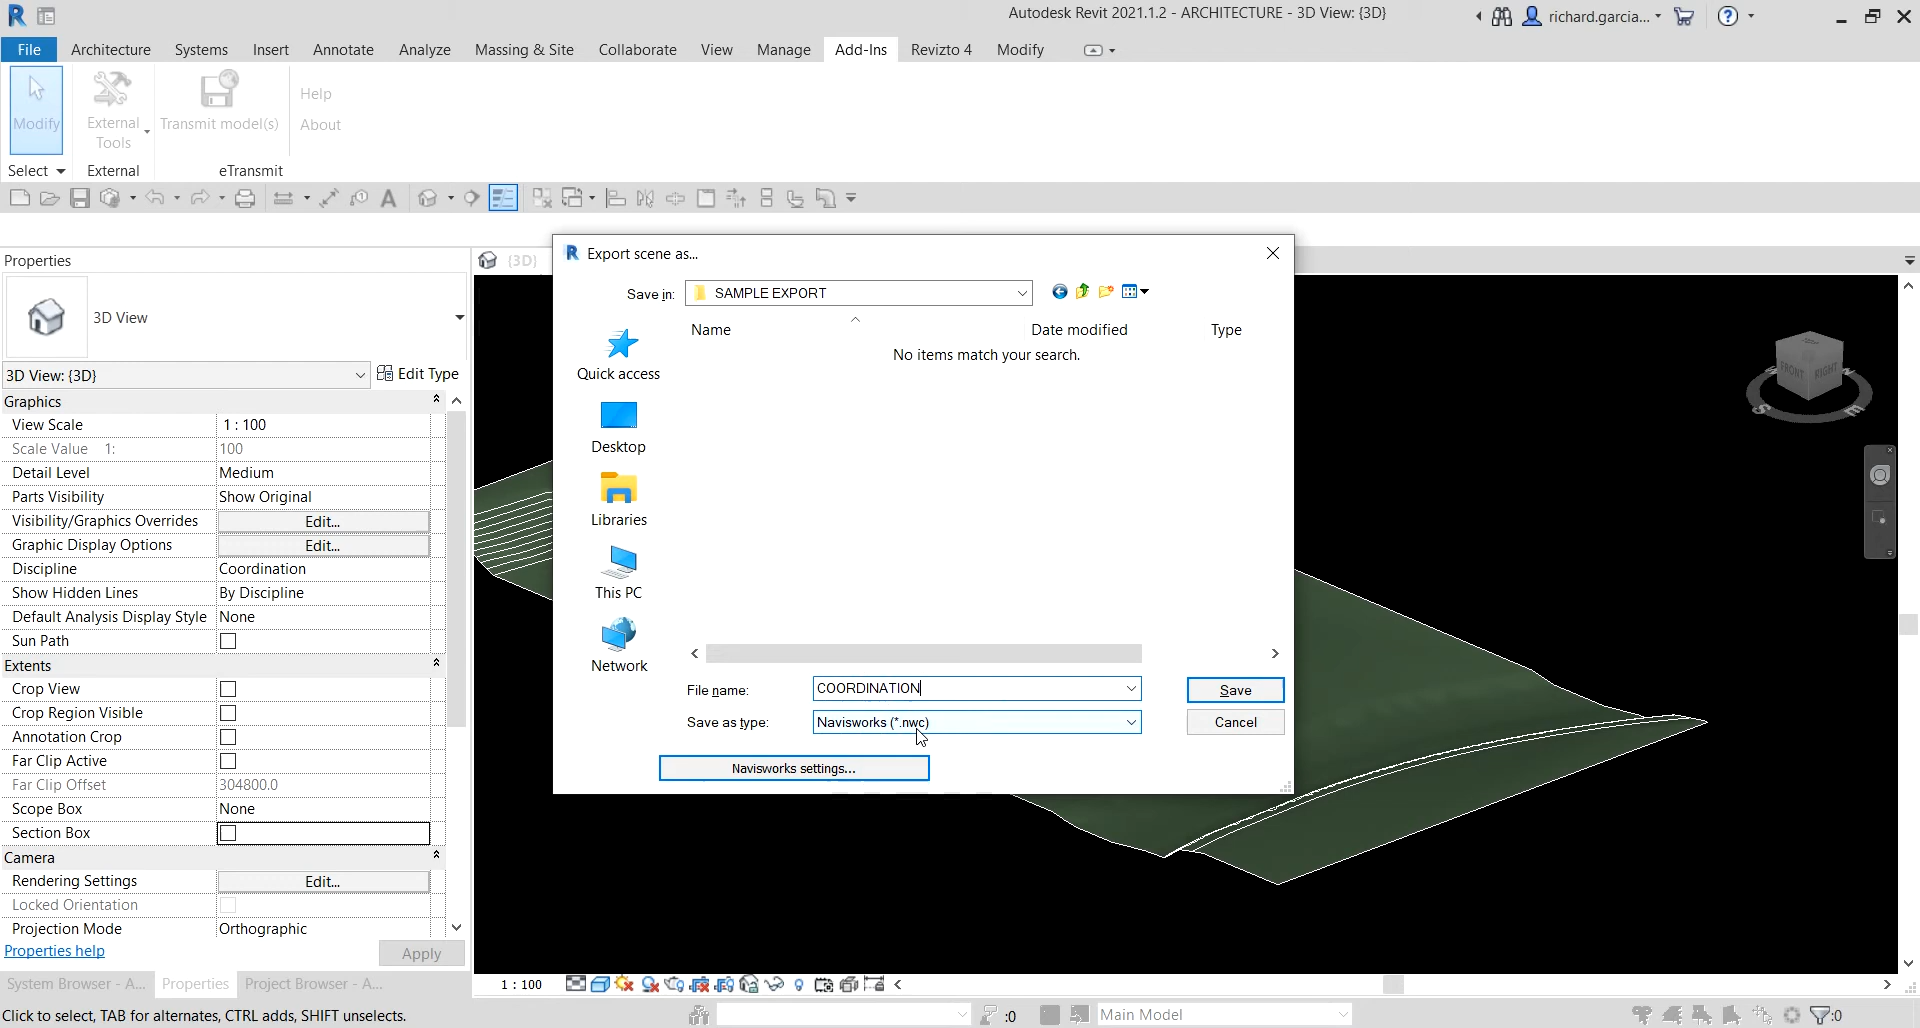 Autodesk Revit 2021.1.2 - ARCHITECTURE - 3D View: {3D}
richard.garcia...
File Architecture Systems Insert Annotate Analyze Massing & Site Collaborate View Manage Add-Ins Revizto 4 Modify
Modify
External
Tools
Transmit model(s)
Help
About
Select
External
eTransmit
Properties
3D View
3D View: {3D}
Edit Type
Graphics
View Scale 1 : 100
Scale Value 1: 100
Detail Level Medium
Parts Visibility Show Original
Visibility/Graphics Overrides Edit...
Graphic Display Options Edit...
Discipline Coordination
Show Hidden Lines By Discipline
Default Analysis Display Style None
Sun Path
Extents
Crop View
Crop Region Visible
Annotation Crop
Far Clip Active
Far Clip Offset 304800.0
Scope Box None
Section Box
Camera
Rendering Settings Edit...
Locked Orientation
Projection Mode Orthographic
Properties help
Apply
System Browser - A... Properties Project Browser - A...
{3D}
Export scene as...
Save in: SAMPLE EXPORT
Name Date modified Type
No items match your search.
Quick access
Desktop
Libraries
This PC
Network
File name: COORDINATION
Save
Save as type: Navisworks (*.nwc)
Cancel
Navisworks settings...
TOP
FRONT RIGHT
S E
1 : 100
Click to select, TAB for alternates, CTRL adds, SHIFT unselects.
:0
Main Model
:0